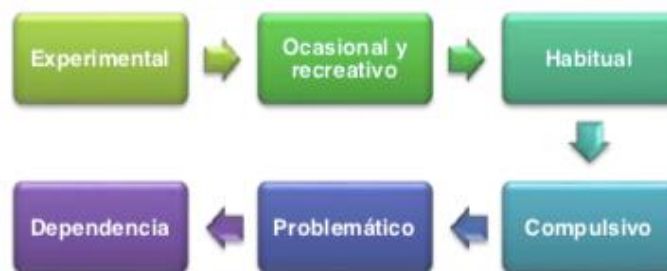 Experimental
Ocasional y
recreativo
Habitual
Compulsivo
Problemático
Dependencia